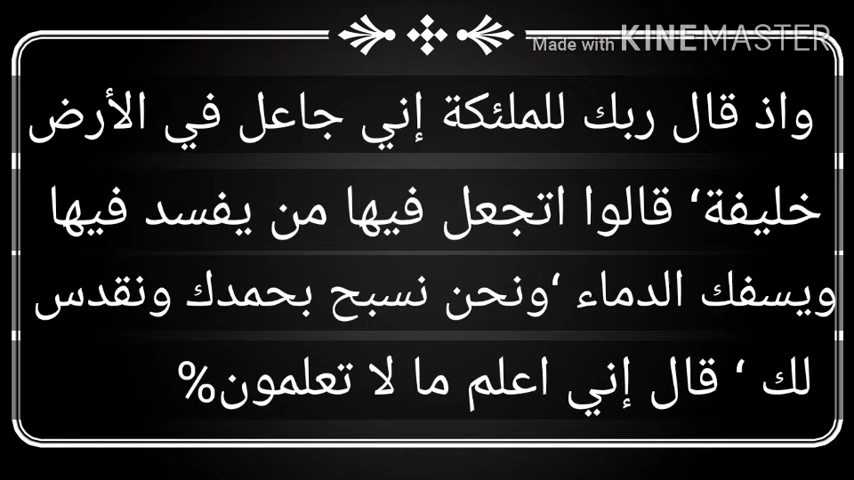 Made with KINEMASTER
واذ قال ربك للملئكة إني جاعل في الأرض
خليفة‘ قالوا اتجعل فيها من يفسد فيها
ويسفك الدماء ‘ونحن نسبح بحمدك ونقدس
لك ‘ قال إني اعلم ما لا تعلمون%